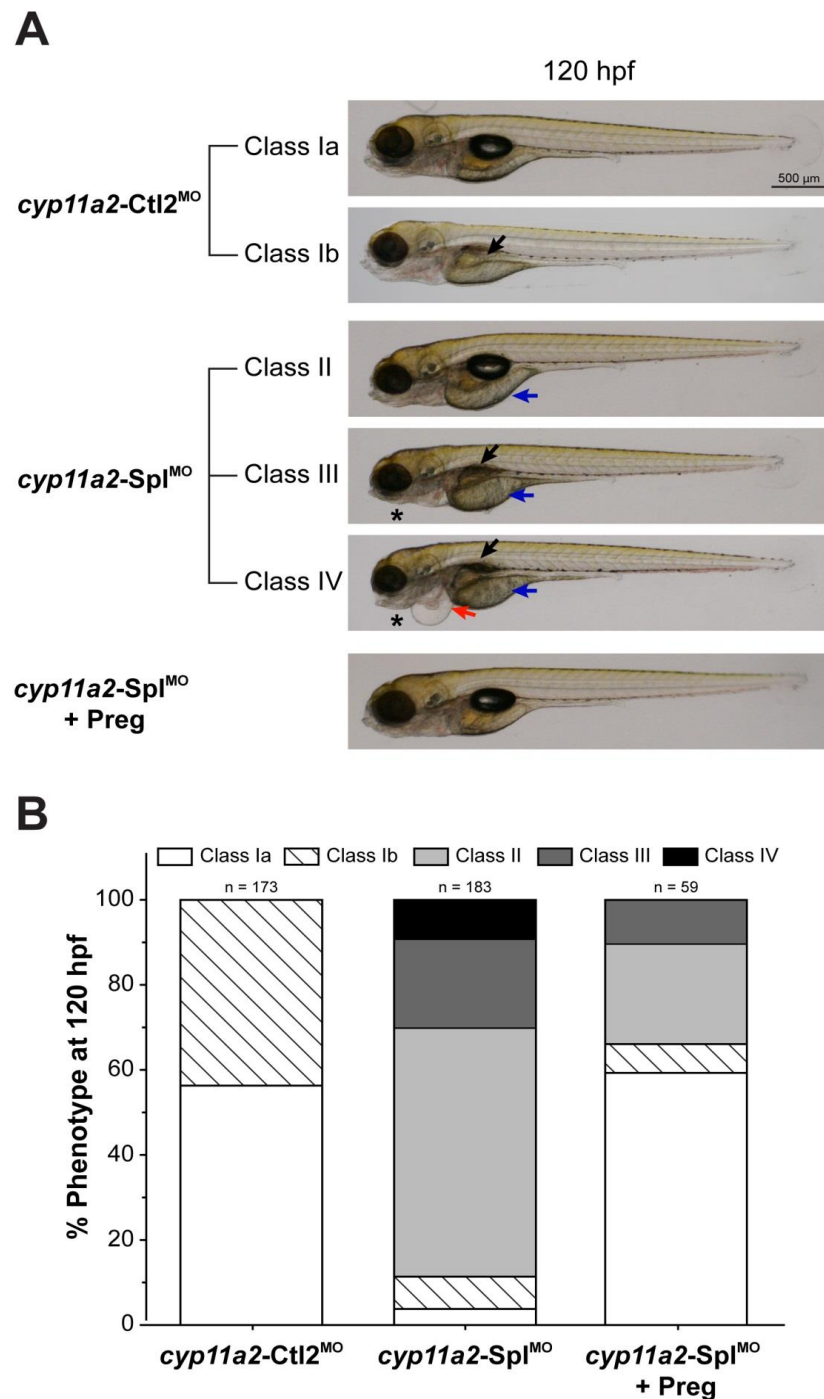 A
120 hpf
cyp11a2-Ctl2MO
Class Ia
500 µm
Class Ib
cyp11a2-SplMO
Class II
Class III
*
Class IV
*
cyp11a2-SplMO
+ Preg
B
Class Ia Class Ib Class II Class III Class IV
n = 173 n = 183 n = 59
% Phenotype at 120 hpf
100
80
60
40
20
0
cyp11a2-Ctl2MO cyp11a2-SplMO cyp11a2-SplMO
+ Preg